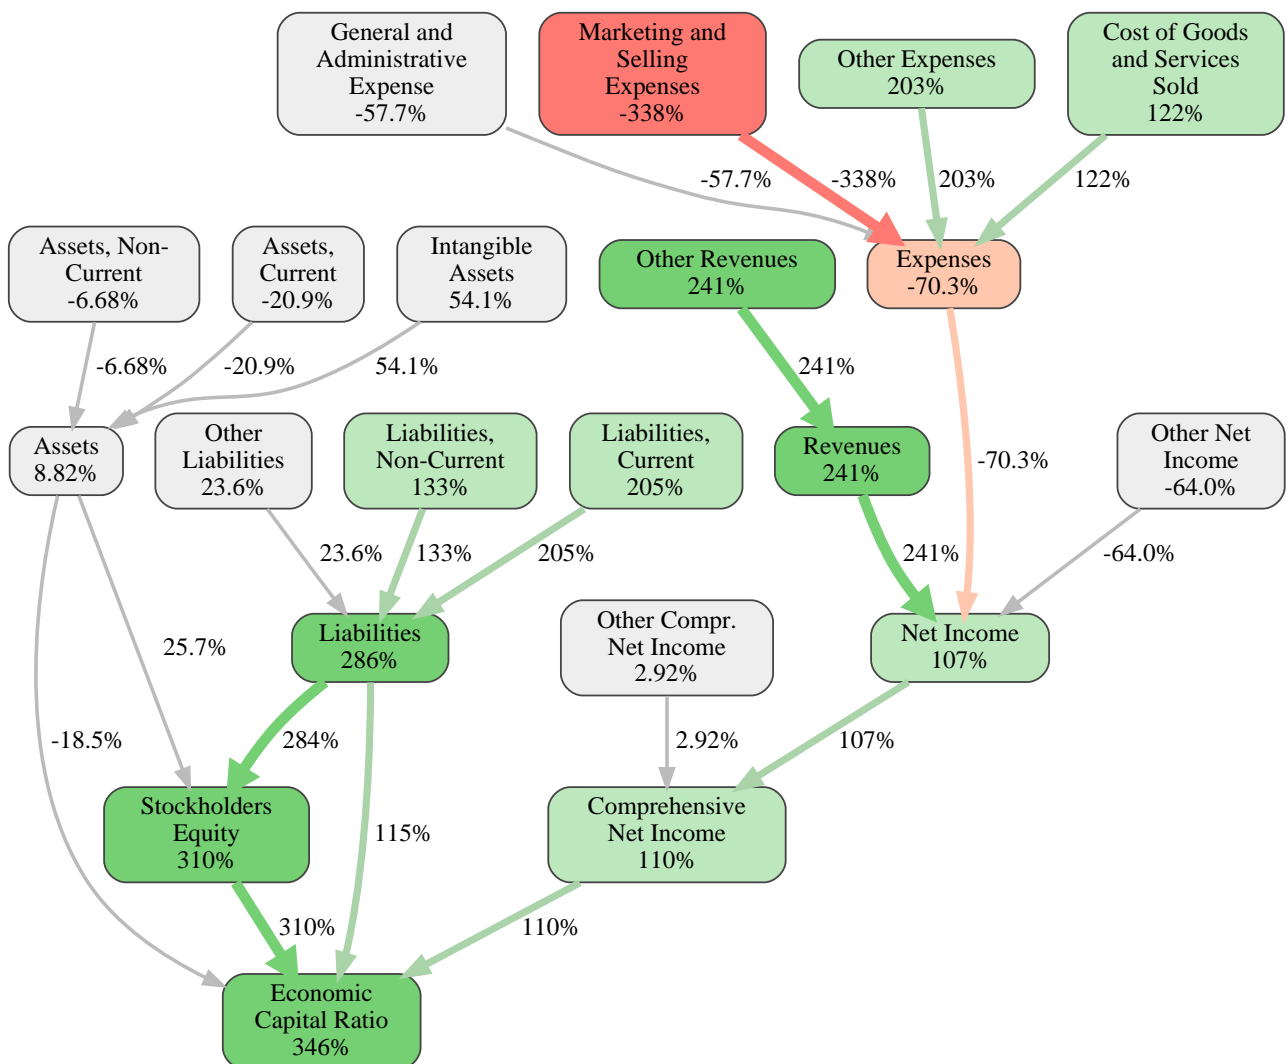 General and
Administrative
Expense
-57.7%
Marketing and
Selling
Expenses
-338%
Other Expenses
203%
Cost of Goods
and Services
Sold
122%
-57.7%
-338%
203%
122%
Assets, Non-
Current
-6.68%
Assets,
Current
-20.9%
Intangible
Assets
54.1%
Other Revenues
241%
Expenses
-70.3%
-6.68%
-20.9%
54.1%
241%
Assets
8.82%
Other
Liabilities
23.6%
Liabilities,
Non-Current
133%
Liabilities,
Current
205%
Revenues
241%
-70.3%
Other Net
Income
-64.0%
23.6%
133%
205%
241%
-64.0%
25.7%
Liabilities
286%
Other Compr.
Net Income
2.92%
Net Income
107%
-18.5%
284%
2.92%
107%
Stockholders
Equity
310%
115%
Comprehensive
Net Income
110%
310%
110%
Economic
Capital Ratio
346%